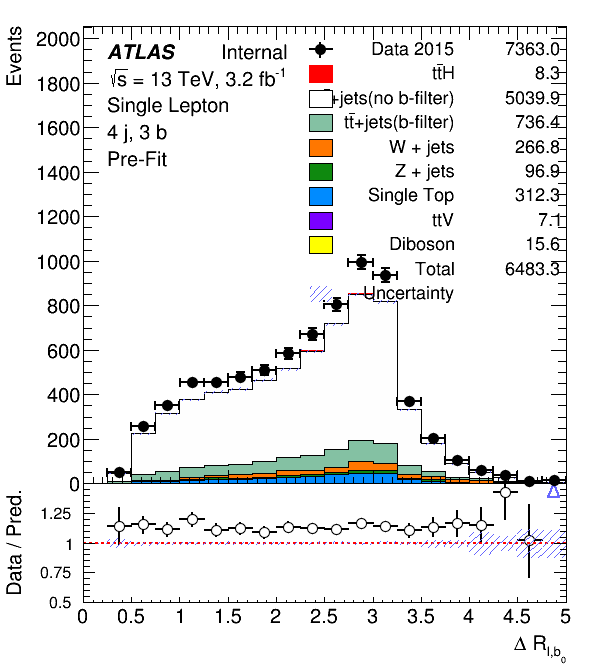 Events
2000
1800
1600
1400
1200
1000
800
600
400
200
0
ATLAS Internal
√s = 13 TeV, 3.2 fb-1
Single Lepton
4 j, 3 b
Pre-Fit
Data 2015 7363.0
tt̄H 8.3
+jets(no b-filter) 5039.9
tt̄+jets(b-filter) 736.4
W + jets 266.8
Z + jets 96.9
Single Top 312.3
ttV 7.1
Diboson 15.6
Total 6483.3
Uncertainty
Data / Pred.
1.25
1
0.75
0.5
0 0.5 1 1.5 2 2.5 3 3.5 4 4.5 5
Δ Rl,b0